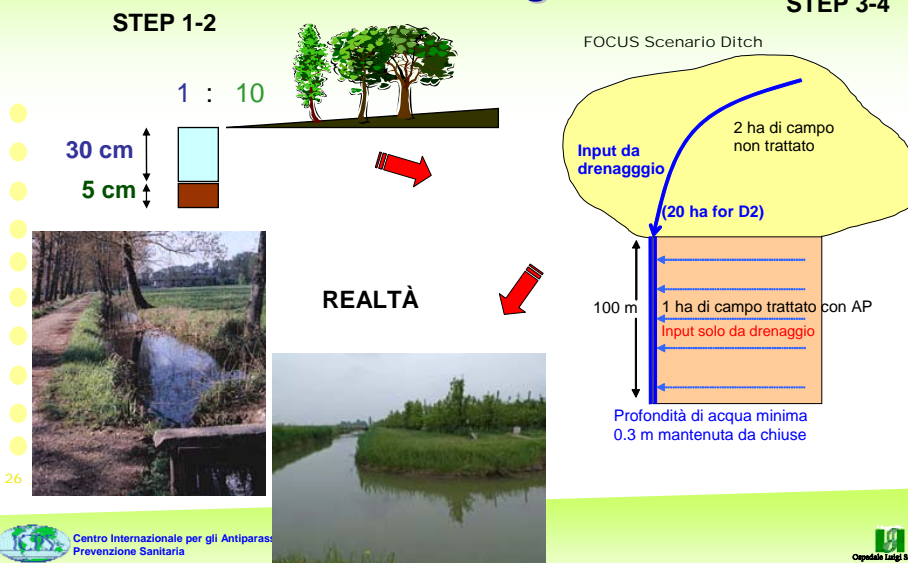 STEP 1-2
STEP 3-4
FOCUS Scenario Ditch
1 : 10
30 cm
5 cm
2 ha di campo
non trattato
Input da
drenagggio
(20 ha for D2)
REALTÀ
100 m
1 ha di campo trattato con AP
Input solo da drenaggio
Profondità di acqua minima
0.3 m mantenuta da chiuse
26
Centro Internazionale per gli Antiparass
Prevenzione Sanitaria
Ospedale Luigi S